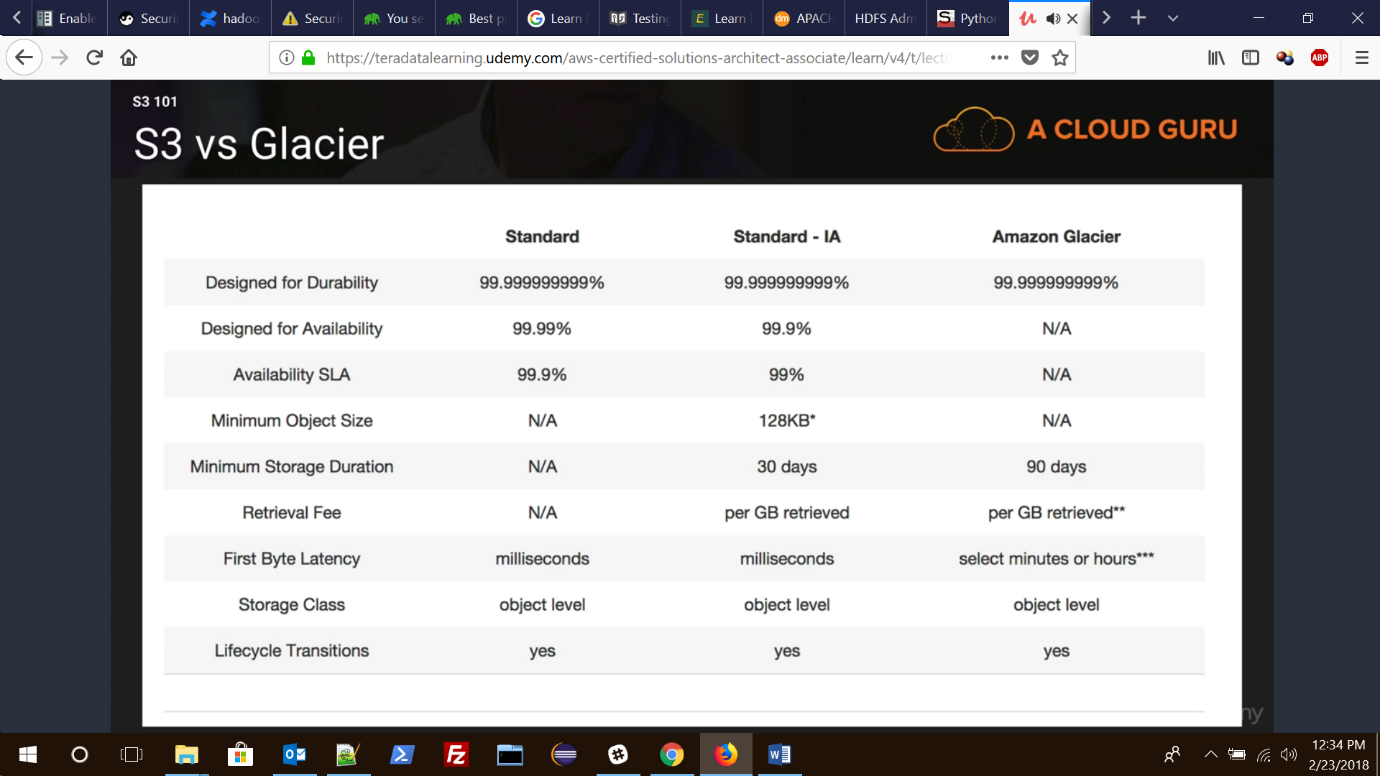 Enable
Securi
hadoo
Securi
You se
Best p
Learn
Testing
E
Learn
dm
APACH
HDFS Adm
S
Pytho
u
https://teradatalearning.udemy.com/aws-certified-solutions-architect-associate/learn/v4/t/lectu
ABP
S3 101
S3 vs Glacier
A CLOUD GURU
Standard Standard - IA Amazon Glacier
Designed for Durability 99.999999999% 99.999999999% 99.999999999%
Designed for Availability 99.99% 99.9% N/A
Availability SLA 99.9% 99% N/A
Minimum Object Size N/A 128KB* N/A
Minimum Storage Duration N/A 30 days 90 days
Retrieval Fee N/A per GB retrieved per GB retrieved**
First Byte Latency milliseconds milliseconds select minutes or hours***
Storage Class object level object level object level
Lifecycle Transitions yes yes yes
ny
Fz
12:34 PM
2/23/2018